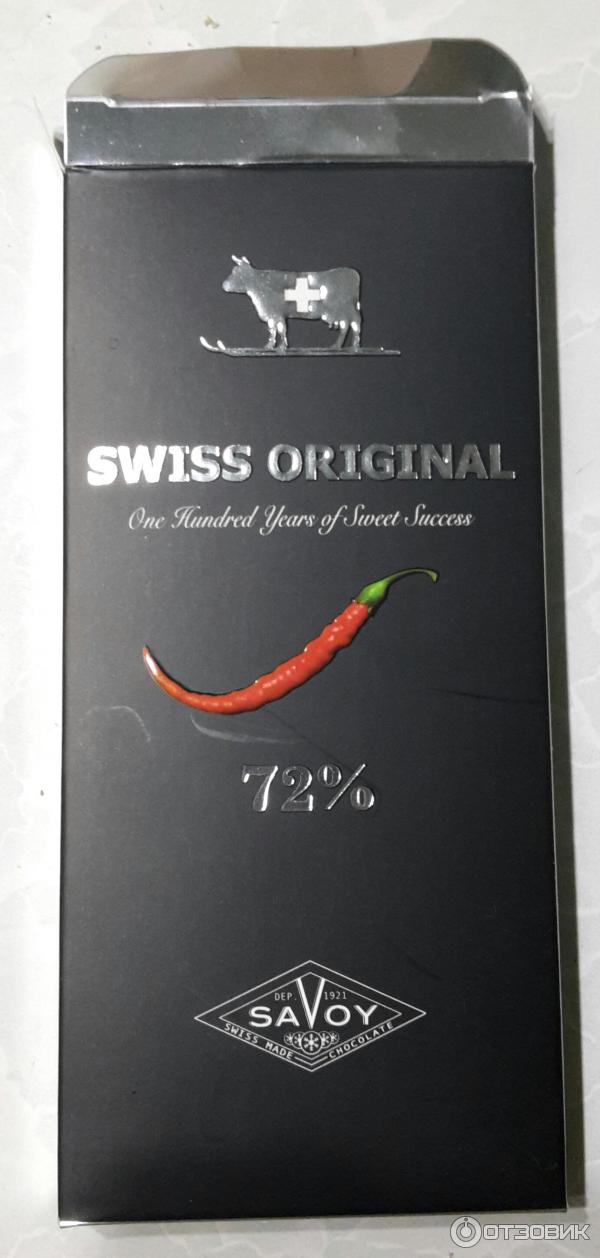 SWISS ORIGINAL
One Hundred Years of Sweet Success
72%
DEP. 1921
SAVOY
SWISS MADE CHOCOLATE
ОТЗОВИК